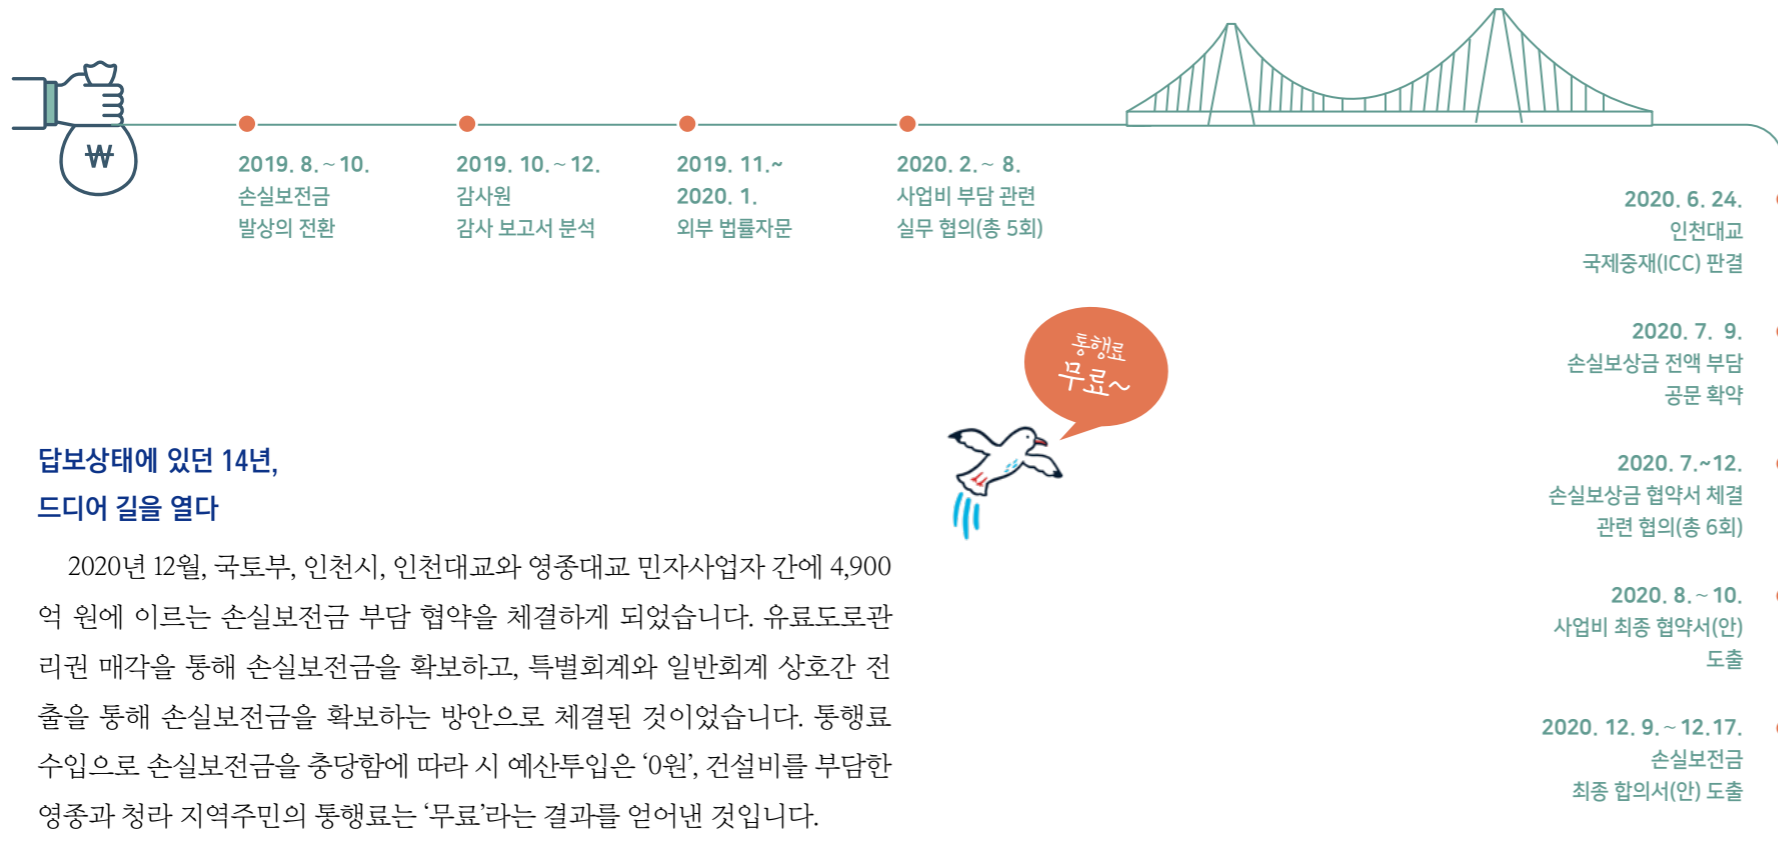 ₩
2019. 8.~10.
손실보전금
발상의 전환
2019. 10.~12.
감사원
감사 보고서 분석
2019. 11.~
2020. 1.
외부 법률자문
2020. 2.~ 8.
사업비 부담 관련
실무 협의(총 5회)
2020. 6. 24.
인천대교
국제중재(ICC) 판결
2020. 7. 9.
손실보상금 전액 부담
공문 확약
2020. 7.~12.
손실보상금 협약서 체결
관련 협의(총 6회)
2020. 8.~10.
사업비 최종 협약서(안)
도출
2020. 12. 9.~12.17.
손실보전금
최종 합의서(안) 도출
통행료
무료~
답보상태에 있던 14년,
드디어 길을 열다
2020년 12월, 국토부, 인천시, 인천대교와 영종대교 민자사업자 간에 4,900
억 원에 이르는 손실보전금 부담 협약을 체결하게 되었습니다. 유료도로관
리권 매각을 통해 손실보전금을 확보하고, 특별회계와 일반회계 상호간 전
출을 통해 손실보전금을 확보하는 방안으로 체결된 것이었습니다. 통행료
수입으로 손실보전금을 충당함에 따라 시 예산투입은 ‘0원’, 건설비를 부담한
영종과 청라 지역주민의 통행료는 ‘무료’라는 결과를 얻어낸 것입니다.